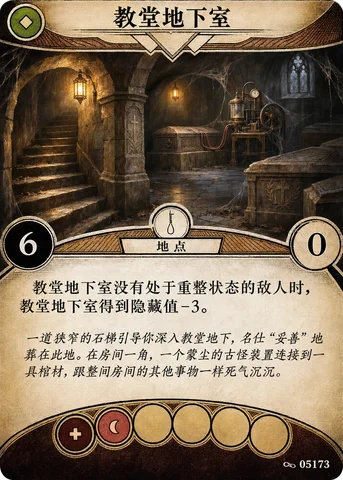 教堂地下室
6
地点
0
教堂地下室没有处于重整状态的敌人时，
教堂地下室得到隐藏值-3。
一道狭窄的石梯引导你深入教堂地下，名仕“妥善”地
葬在此地。在房间一角，一个蒙尘的古怪装置连接到一
具棺材，跟整间房间的其他事物一样死气沉沉。
05173